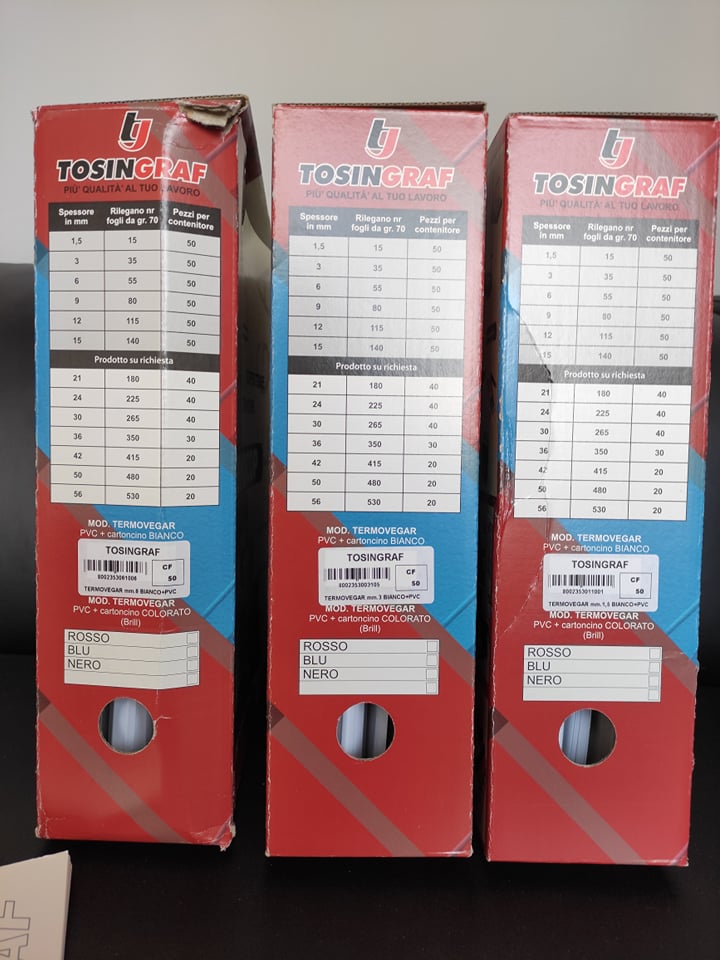 tg
TOSINGRAF
PIU' QUALITA' AL TUO LAVORO
Spessore in mm Rilegano nr fogli da gr. 70 Pezzi per contenitore
1,5 15 50
3 35 50
6 55 50
9 80 50
12 115 50
15 140 50
Prodotto su richiesta
21 180 40
24 225 40
30 265 40
36 350 30
42 415 20
50 480 20
56 530 20
MOD. TERMOVEGAR
PVC + cartoncino BIANCO
TOSINGRAF
CF
50
8002353061006
TERMOVEGAR mm.6 BIANCO+PVC
MOD. TERMOVEGAR
PVC + cartoncino COLORATO
(Brill)
ROSSO
BLU
NERO
tg
TOSINGRAF
PIU' QUALITA' AL TUO LAVORO
Spessore in mm Rilegano nr fogli da gr. 70 Pezzi per contenitore
1,5 15 50
3 35 50
6 55 50
9 80 50
12 115 50
15 140 50
Prodotto su richiesta
21 180 40
24 225 40
30 265 40
36 350 30
42 415 20
50 480 20
56 530 20
MOD. TERMOVEGAR
PVC + cartoncino BIANCO
TOSINGRAF
CF
50
8002353003105
TERMOVEGAR mm.3 BIANCO+PVC
MOD. TERMOVEGAR
PVC + cartoncino COLORATO
(Brill)
ROSSO
BLU
NERO
tg
TOSINGRAF
PIU' QUALITA' AL TUO LAVORO
Spessore in mm Rilegano nr fogli da gr. 70 Pezzi per contenitore
1,5 15 50
3 35 50
6 55 50
9 80 50
12 115 50
15 140 50
Prodotto su richiesta
21 180 40
24 225 40
30 265 40
36 350 30
42 415 20
50 480 20
56 530 20
MOD. TERMOVEGAR
PVC + cartoncino BIANCO
TOSINGRAF
CF
50
8002353011001
TERMOVEGAR mm.1,5 BIANCO+PVC
MOD. TERMOVEGAR
PVC + cartoncino COLORATO
(Brill)
ROSSO
BLU
NERO
AF